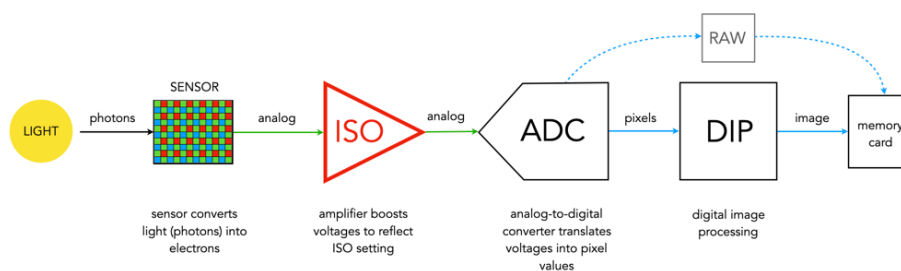 RAW
SENSOR
LIGHT
photons
analog
ISO
analog
ADC
pixels
DIP
image
memory
card
sensor converts
light (photons) into
electrons
amplifier boosts
voltages to reflect
ISO setting
analog-to-digital
converter translates
voltages into pixel
values
digital image
processing